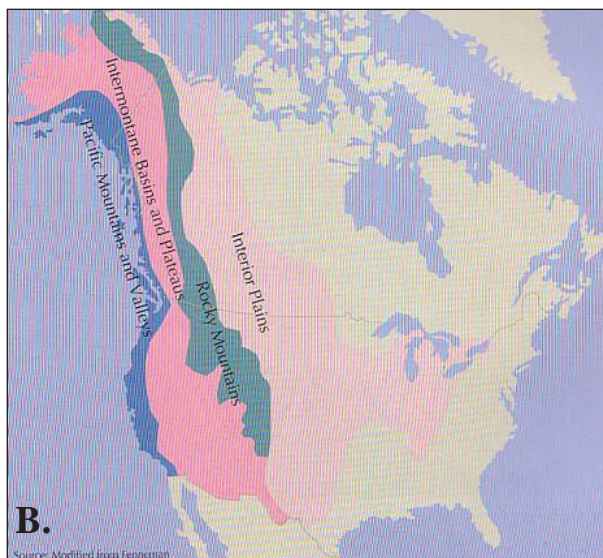 Intermontane Basins and Plateaus
Pacific Mountains and Valleys
Interior Plains
Rocky Mountains
B.
Source: Modified from Fenneman